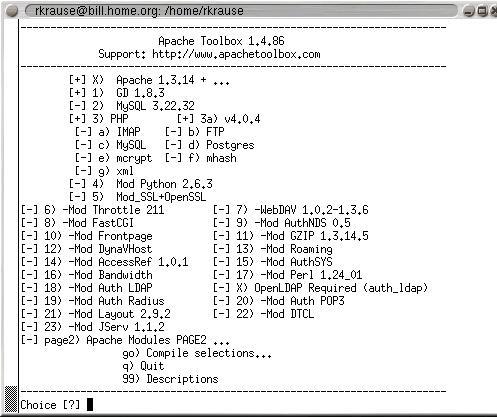 rkrause@bill.home.org: /home/rkrause
Apache Toolbox 1.4.86
Support: http://www.apachetoolbox.com
[+] X) Apache 1.3.14 + ...
[+] 1) GD 1.8.3
[-] 2) MySQL 3.22.32
[+] 3) PHP [+] 3a) v4.0.4
[-] a) IMAP [-] b) FTP
[-] c) MySQL [-] d) Postgres
[-] e) mcrypt [-] f) mhash
[-] g) xml
[-] 4) Mod Python 2.6.3
[-] 5) Mod_SSL+OpenSSL
[-] 6) -Mod Throttle 211 [-] 7) -WebDAV 1.0.2-1.3.6
[-] 8) -Mod FastCGI [-] 9) -Mod AuthNDS 0.5
[-] 10) -Mod Frontpage [-] 11) -Mod GZIP 1.3.14.5
[-] 12) -Mod DynaVHost [-] 13) -Mod Roaming
[-] 14) -Mod AccessRef 1.0.1 [-] 15) -Mod AuthSYS
[-] 16) -Mod Bandwidth [-] 17) -Mod Perl 1.24_01
[-] 18) -Mod Auth LDAP [-] X) OpenLDAP Required (auth_ldap)
[-] 19) -Mod Auth Radius [-] 20) -Mod Auth POP3
[-] 21) -Mod Layout 2.9.2 [-] 22) -Mod DTCL
[-] 23) -Mod JServ 1.1.2
[-] page2) Apache Modules PAGE2 ...
go) Compile selections...
q) Quit
99) Descriptions
Choice [?]